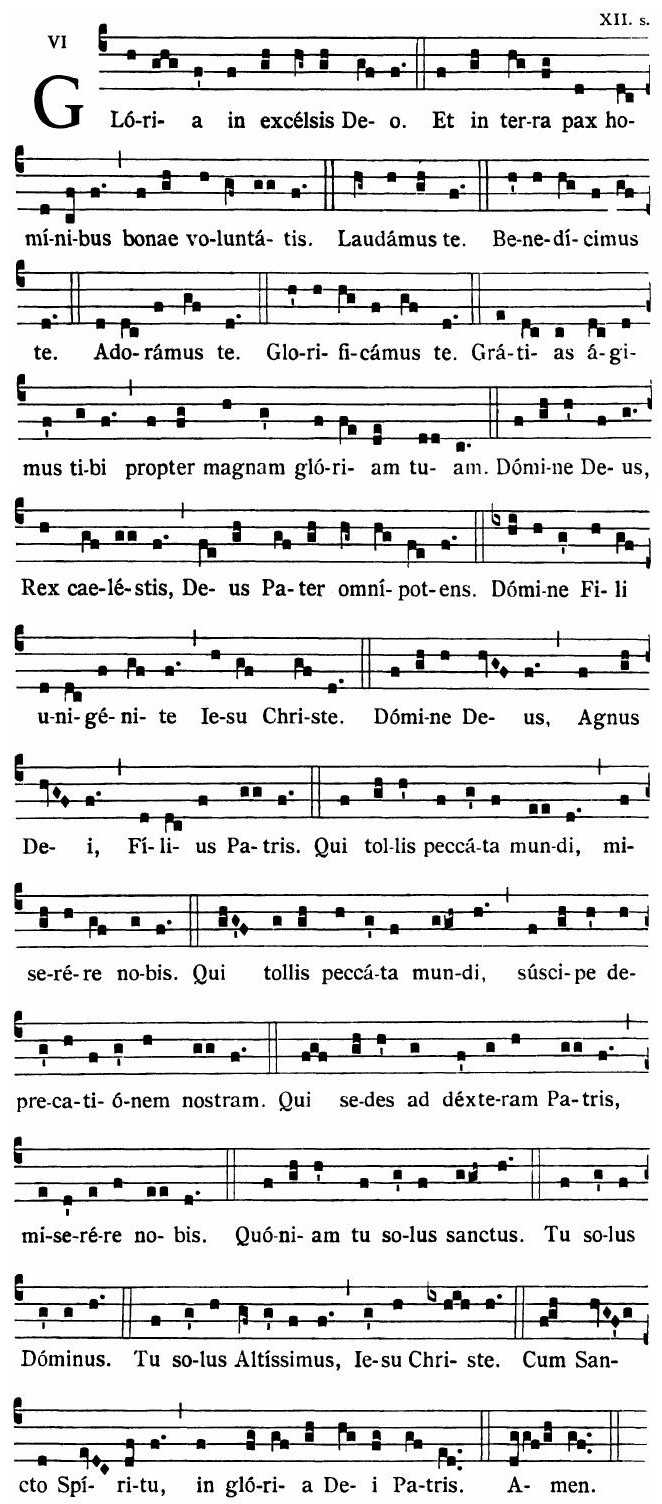 XII. s.
VI
GLó-ri- a in excélsis De- o. Et in ter-ra pax ho-
mí-ni-bus bonae vo-luntá- tis. Laudámus te. Be-ne-dí-cimus
te. Ado-rámus te. Glo-ri- fi-cámus te. Grá-ti- as á-gi-
mus ti-bi propter magnam gló-ri- am tu- am. Dómi-ne De- us,
Rex cae-lé-stis, De- us Pa-ter omní-pot-ens. Dómi-ne Fi- li
u-ni-gé-ni- te Ie-su Chri-ste. Dómi-ne De- us, Agnus
De- i, Fí-li- us Pa-tris. Qui tol-lis peccá-ta mun-di, mi-
se-ré-re no-bis. Qui tollis peccá-ta mun-di, súsci-pe de-
pre-ca-ti- ó-nem nostram. Qui se-des ad déxte-ram Pa-tris,
mi-se-ré-re no- bis. Quó-ni- am tu so-lus sanctus. Tu so-lus
Dóminus. Tu so-lus Altíssimus, Ie-su Chri- ste. Cum San-
cto Spí- ri-tu, in gló-ri- a De- i Pa-tris. A- men.